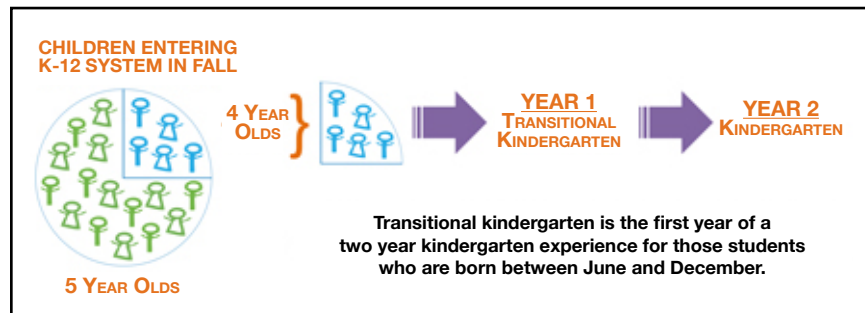 CHILDREN ENTERING
K-12 SYSTEM IN FALL
4 YEAR
OLDS
YEAR 1
TRANSITIONAL
KINDERGARTEN
YEAR 2
KINDERGARTEN
Transitional kindergarten is the first year of a
two year kindergarten experience for those students
who are born between June and December.
5 YEAR OLDS